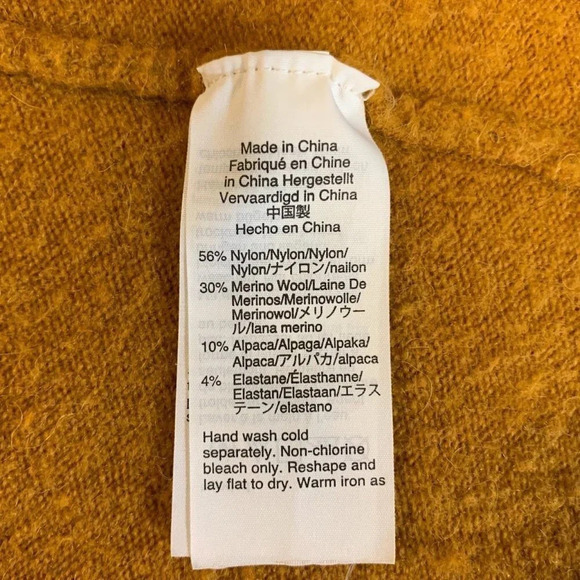 Made in China
Fabriqué en Chine
in China Hergestellt
Vervaardigd in China
中国製
Hecho en China
56% Nylon/Nylon/Nylon/
Nylon/ナイロン/nailon
30% Merino Wool/Laine De
Merinos/Merinowolle/
Merinowol/メリノウー
ル/lana merino
10% Alpaca/Alpaga/Alpaka/
Alpaca/アルパカ/alpaca
4% Elastane/Élasthanne/
Elastan/Elastaan/エラス
テーン/elastano
Hand wash cold
separately. Non-chlorine
bleach only. Reshape and
lay flat to dry. Warm iron as